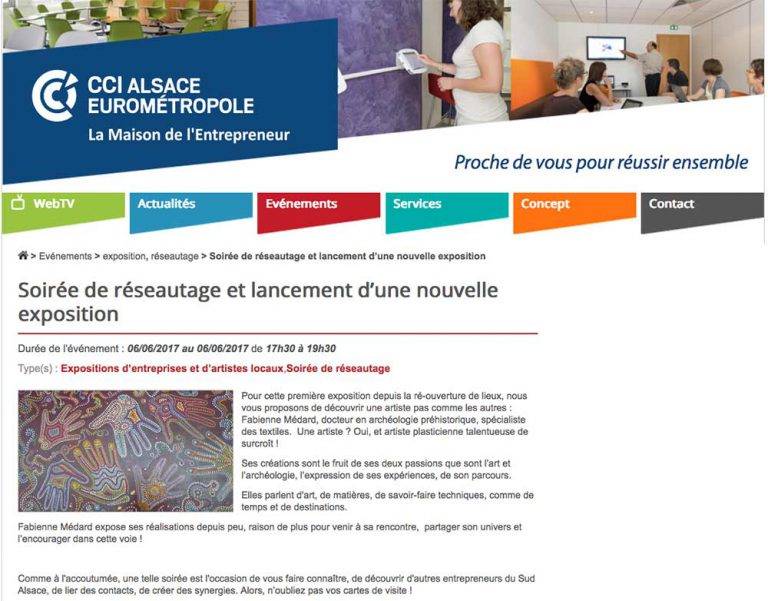 CCI ALSACE
EUROMÉTROPOLE
La Maison de l'Entrepreneur
Proche de vous pour réussir ensemble
WebTV Actualités Evénements Services Concept Contact
> Evénements > exposition, réseautage > Soirée de réseautage et lancement d'une nouvelle exposition
Soirée de réseautage et lancement d'une nouvelle
exposition
Durée de l'événement : 06/06/2017 au 06/06/2017 de 17h30 à 19h30
Type(s) : Expositions d'entreprises et d'artistes locaux,Soirée de réseautage
Pour cette première exposition depuis la ré-ouverture de lieux, nous
vous proposons de découvrir une artiste pas comme les autres :
Fabienne Médard, docteur en archéologie préhistorique, spécialiste
des textiles. Une artiste ? Oui, et artiste plasticienne talentueuse de
surcroît !
Ses créations sont le fruit de ses deux passions que sont l'art et
l'archéologie, l'expression de ses expériences, de son parcours.
Elles parlent d'art, de matières, de savoir-faire techniques, comme de
temps et de destinations.
Fabienne Médard expose ses réalisations depuis peu, raison de plus pour venir à sa rencontre, partager son univers et
l'encourager dans cette voie !
Comme à l'accoutumée, une telle soirée est l'occasion de vous faire connaître, de découvrir d'autres entrepreneurs du Sud
Alsace, de lier des contacts, de créer des synergies. Alors, n'oubliez pas vos cartes de visite !